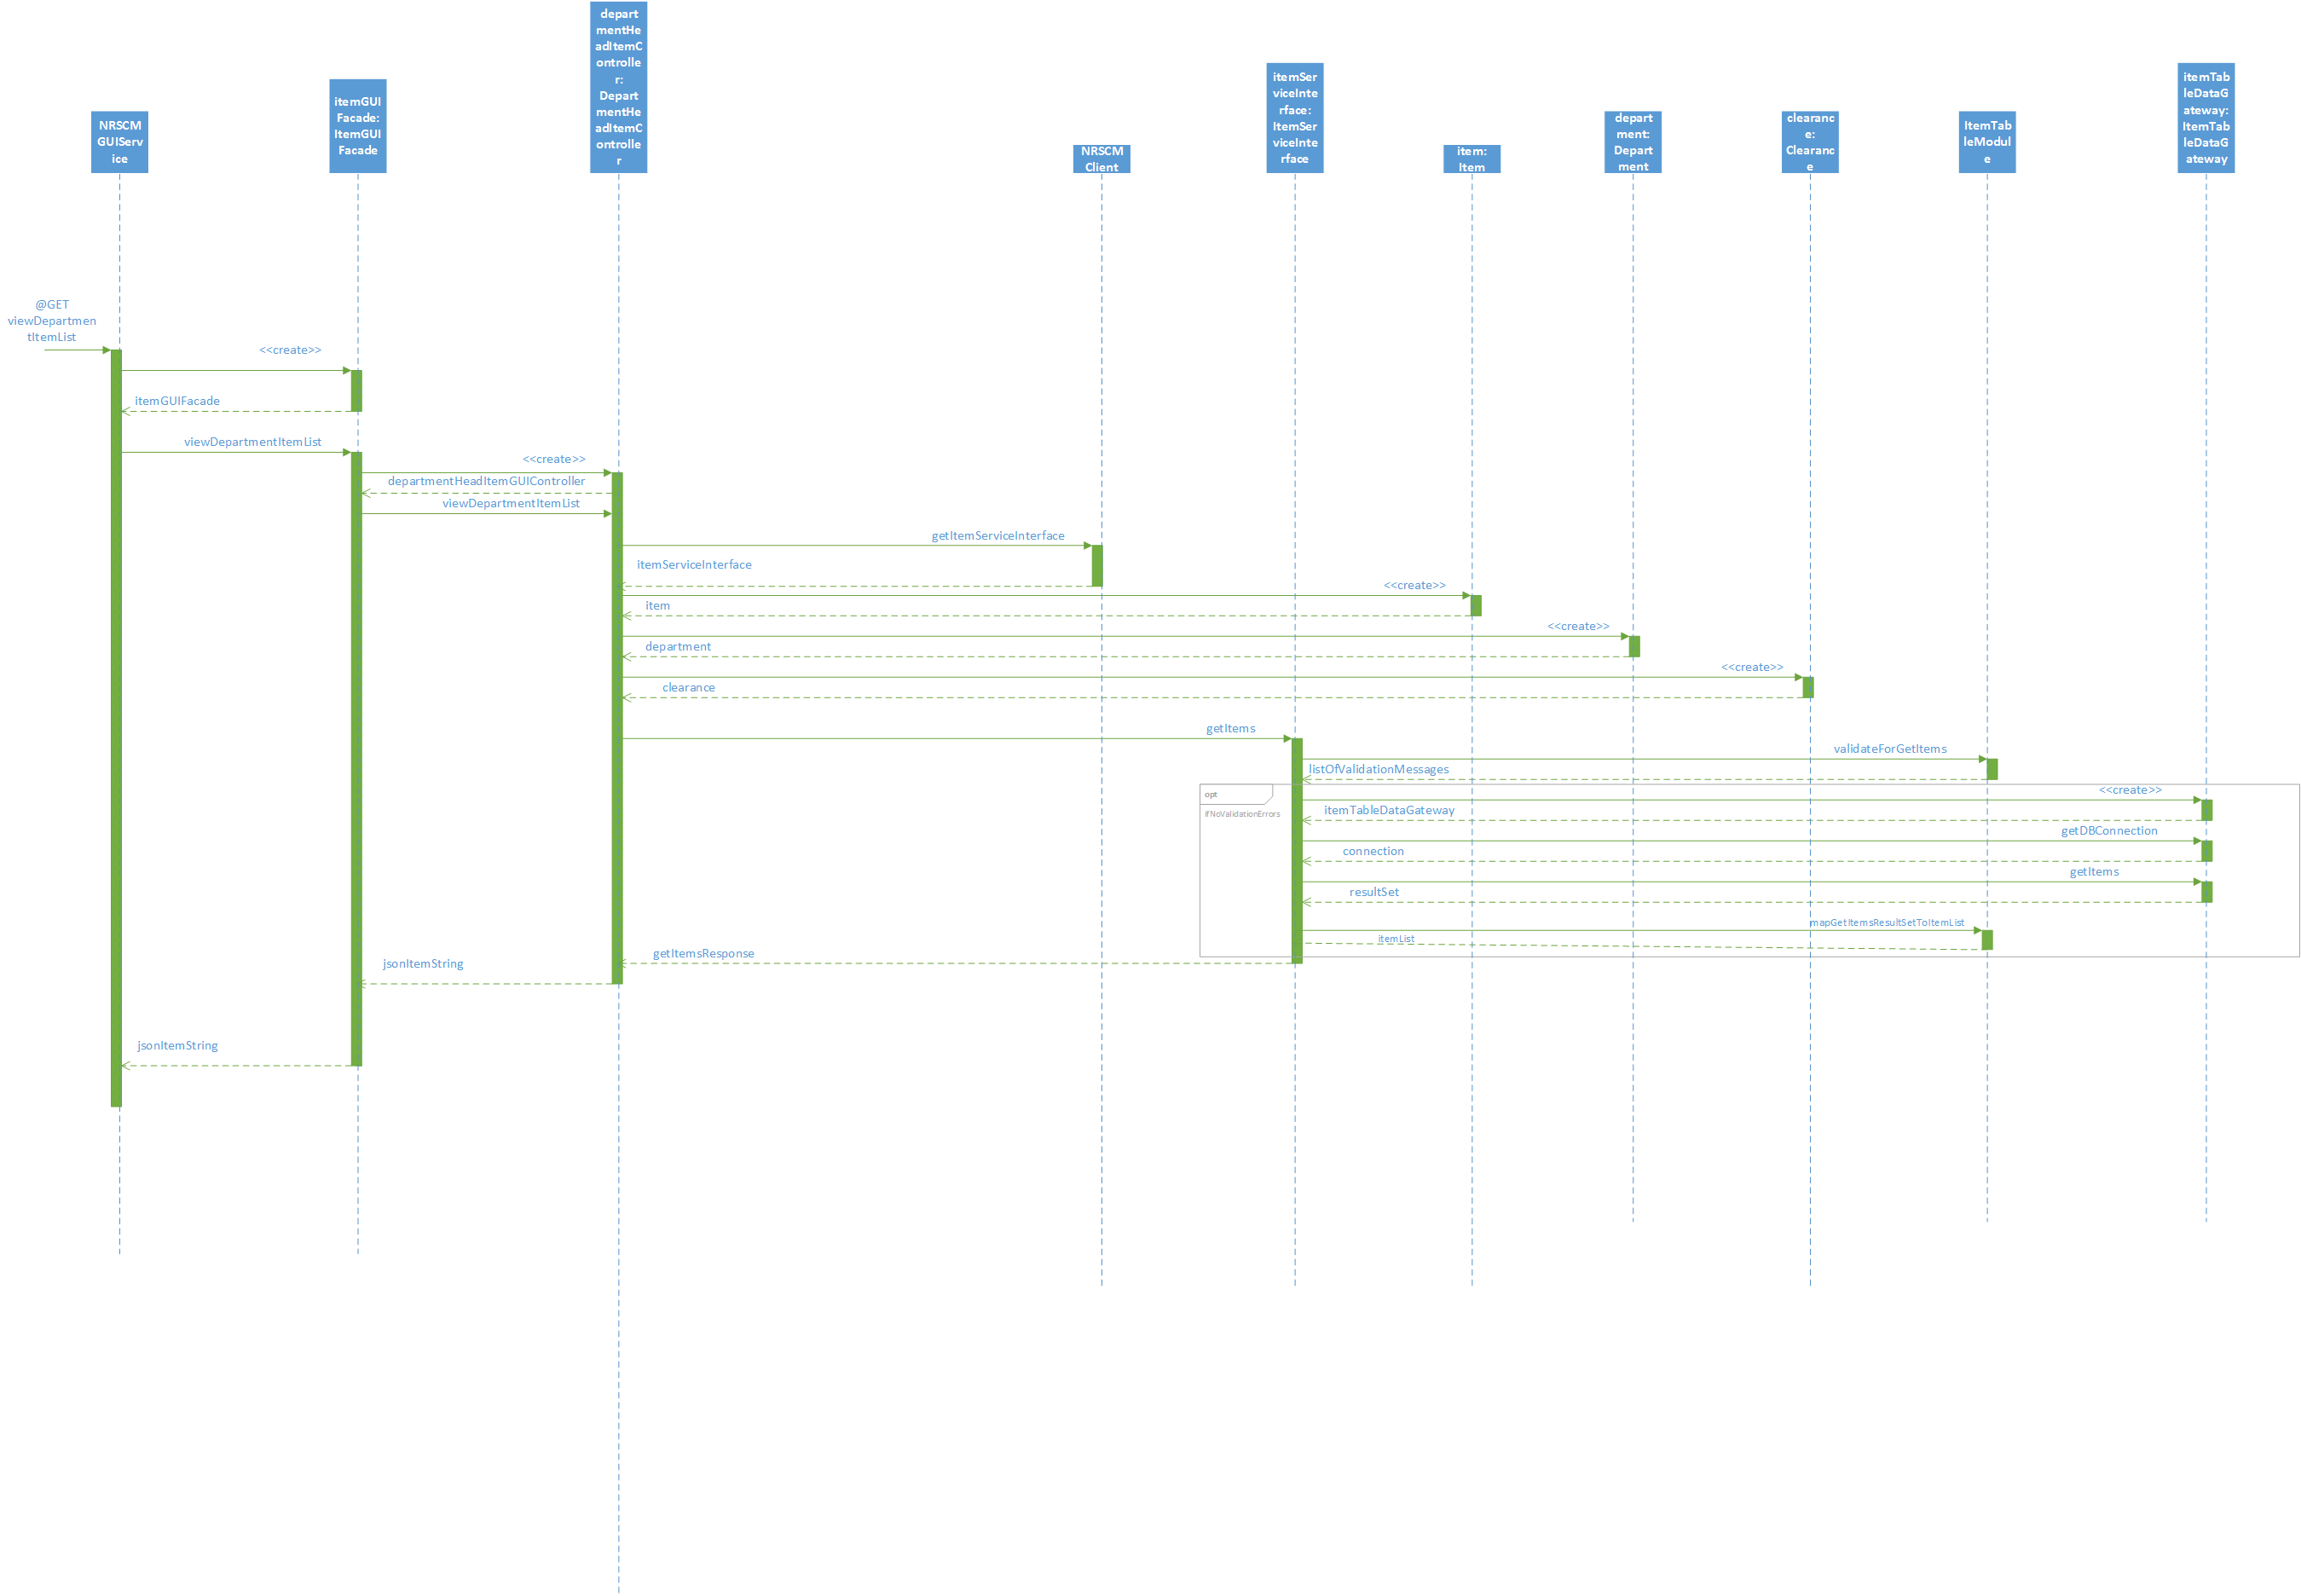 depart
mentHe
adItemC
ontrolle
r:
Depart
mentHe
adItemC
ontrolle
r
itemSer
viceInte
rface:
ItemSer
viceInte
rface
itemTab
leDataG
ateway:
ItemTab
leDataG
ateway
itemGUI
Facade:
ItemGUI
Facade
NRSCM
GUIServ
ice
depart
ment:
Depart
ment
clearanc
e:
Clearanc
e
ItemTab
leModul
e
NRSCM
Client
item:
Item
@GET
viewDepartmen
tItemList
<<create>>
itemGUIFacade
viewDepartmentItemList
<<create>>
departmentHeadItemGUIController
viewDepartmentItemList
getItemServiceInterface
itemServiceInterface
<<create>>
item
<<create>>
department
<<create>>
clearance
getItems
validateForGetItems
listOfValidationMessages
opt
<<create>>
ifNoValidationErrors
itemTableDataGateway
getDBConnection
connection
getItems
resultSet
mapGetItemsResultSetToItemList
itemList
getItemsResponse
jsonItemString
jsonItemString